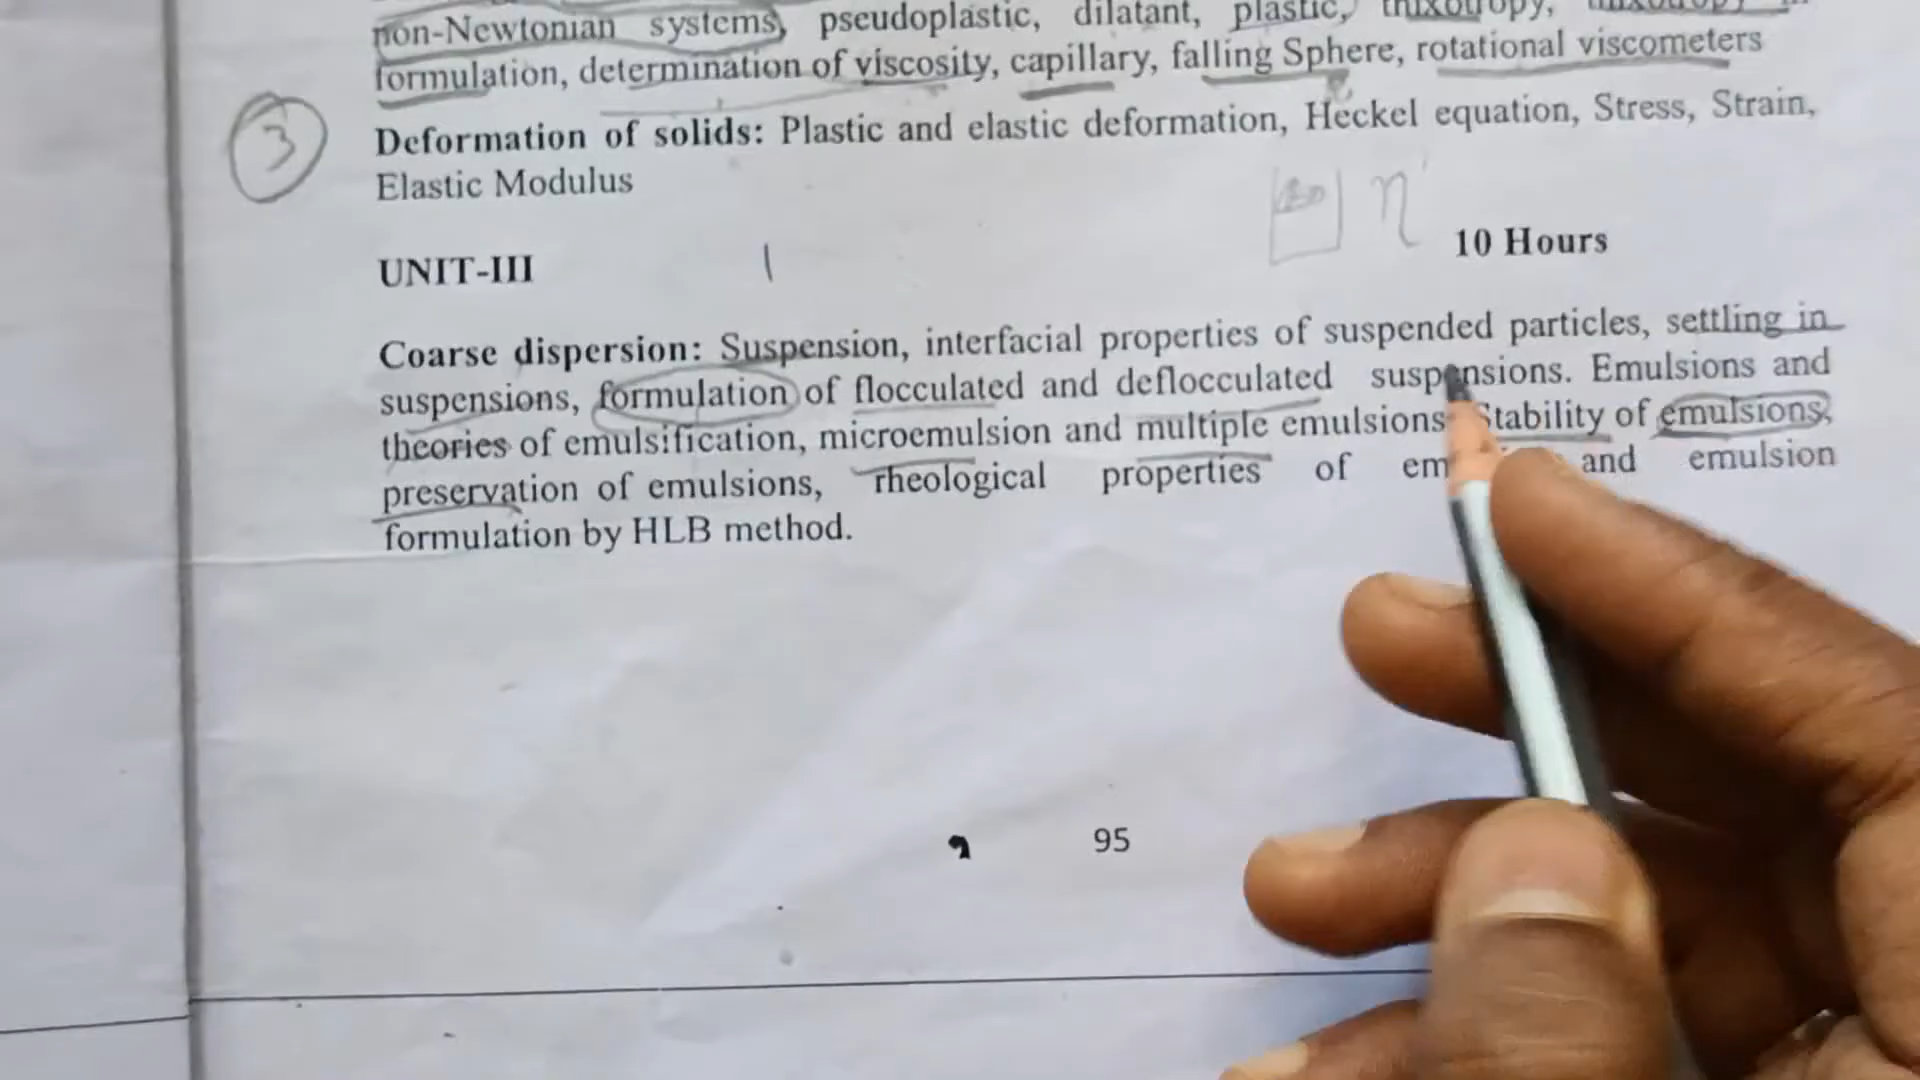 non-Newtonian systems, pseudoplastic, dilatant, plastic, thixotropy, thixotropy in
formulation, determination of viscosity, capillary, falling Sphere, rotational viscometers
3
Deformation of solids: Plastic and elastic deformation, Heckel equation, Stress, Strain,
Elastic Modulus
η
UNIT-III 10 Hours
Coarse dispersion: Suspension, interfacial properties of suspended particles, settling in
suspensions, formulation of flocculated and deflocculated suspensions. Emulsions and
theories of emulsification, microemulsion and multiple emulsions Stability of emulsions,
preservation of emulsions, rheological properties of and emulsion
formulation by HLB method.
95